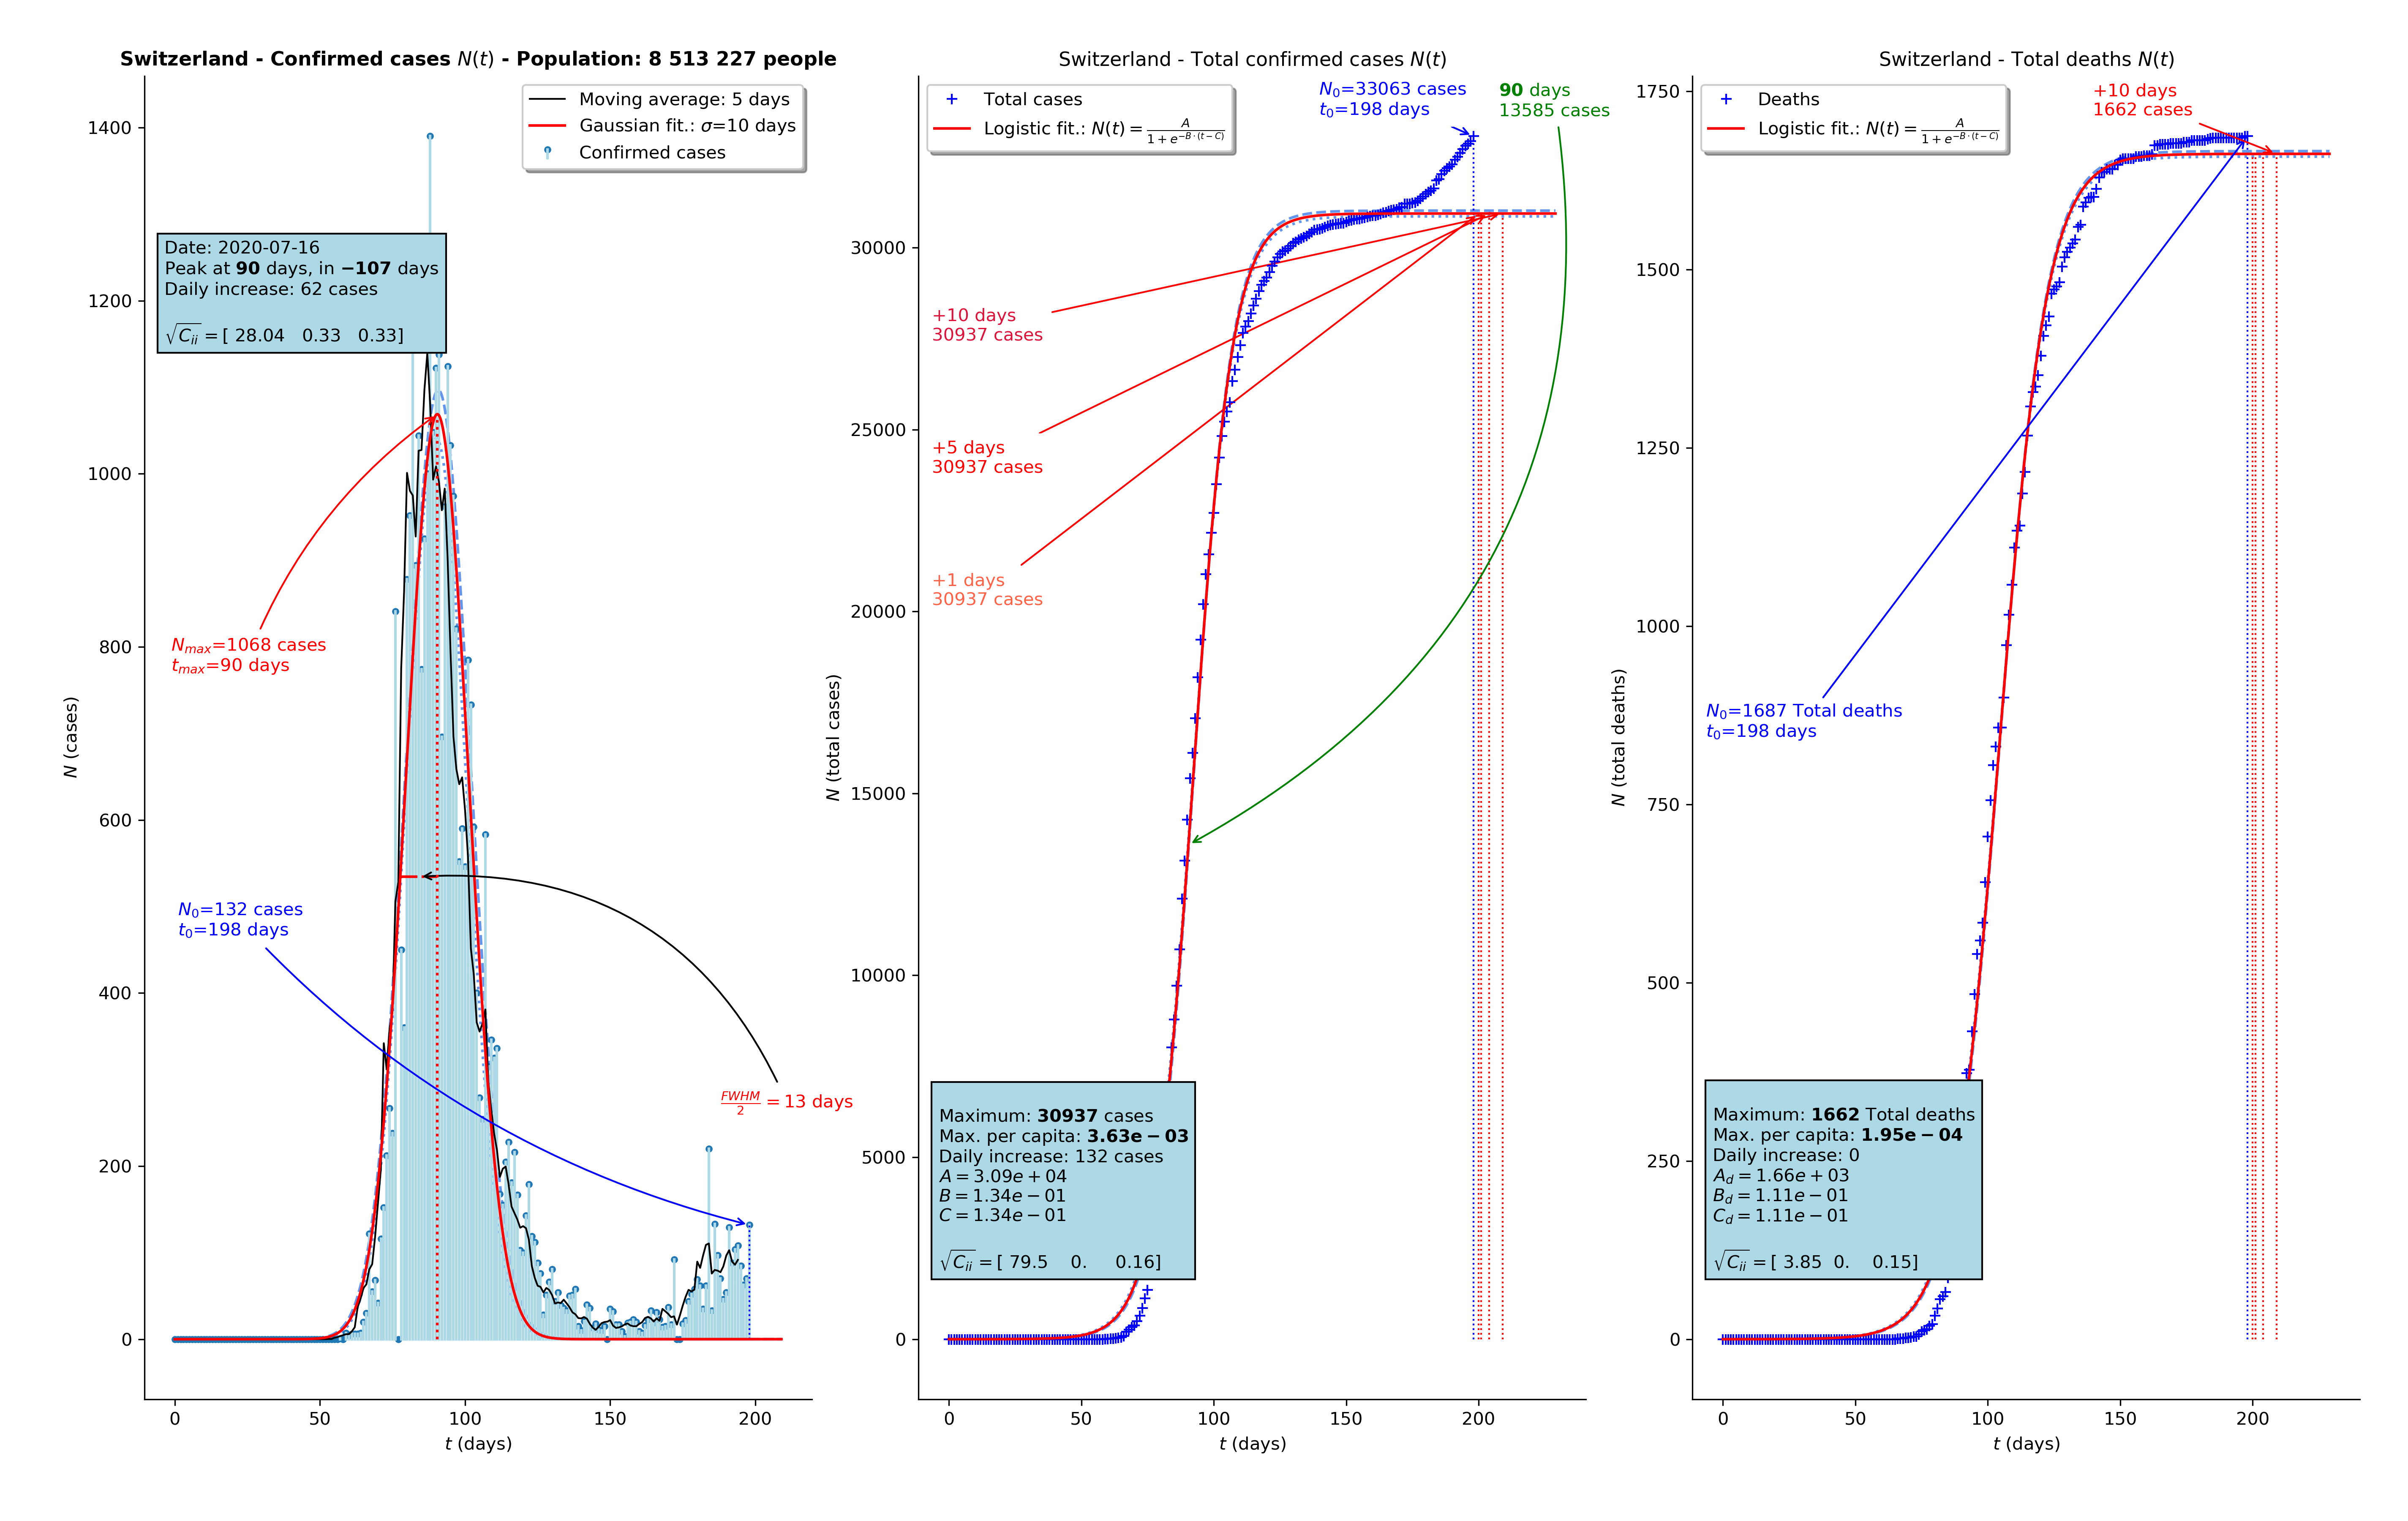 Switzerland - Confirmed cases N(t) - Population: 8 513 227 people
Moving average: 5 days
Gaussian fit.: σ=10 days
Confirmed cases
Date: 2020-07-16
Peak at 90 days, in −107 days
Daily increase: 62 cases
√C_ii = [ 28.04 0.33 0.33]
N_max=1068 cases
t_max=90 days
N_0=132 cases
t_0=198 days
FWHM/2 = 13 days
N (cases)
1400
1200
1000
800
600
400
200
0
0 50 100 150 200
t (days)
Switzerland - Total confirmed cases N(t)
Total cases
Logistic fit.: N(t) = A/(1+e^{−B·(t−C)})
N_0=33063 cases
t_0=198 days
90 days
13585 cases
+10 days
30937 cases
+5 days
30937 cases
+1 days
30937 cases
Maximum: 30937 cases
Max. per capita: 3.63e−03
Daily increase: 132 cases
A = 3.09e + 04
B = 1.34e − 01
C = 1.34e − 01
√C_ii = [ 79.5 0. 0.16]
N (total cases)
30000
25000
20000
15000
10000
5000
0
0 50 100 150 200
t (days)
Switzerland - Total deaths N(t)
Deaths
Logistic fit.: N(t) = A/(1+e^{−B·(t−C)})
+10 days
1662 cases
N_0=1687 Total deaths
t_0=198 days
Maximum: 1662 Total deaths
Max. per capita: 1.95e−04
Daily increase: 0
A_d = 1.66e + 03
B_d = 1.11e − 01
C_d = 1.11e − 01
√C_ii = [ 3.85 0. 0.15]
N (total deaths)
1750
1500
1250
1000
750
500
250
0
0 50 100 150 200
t (days)